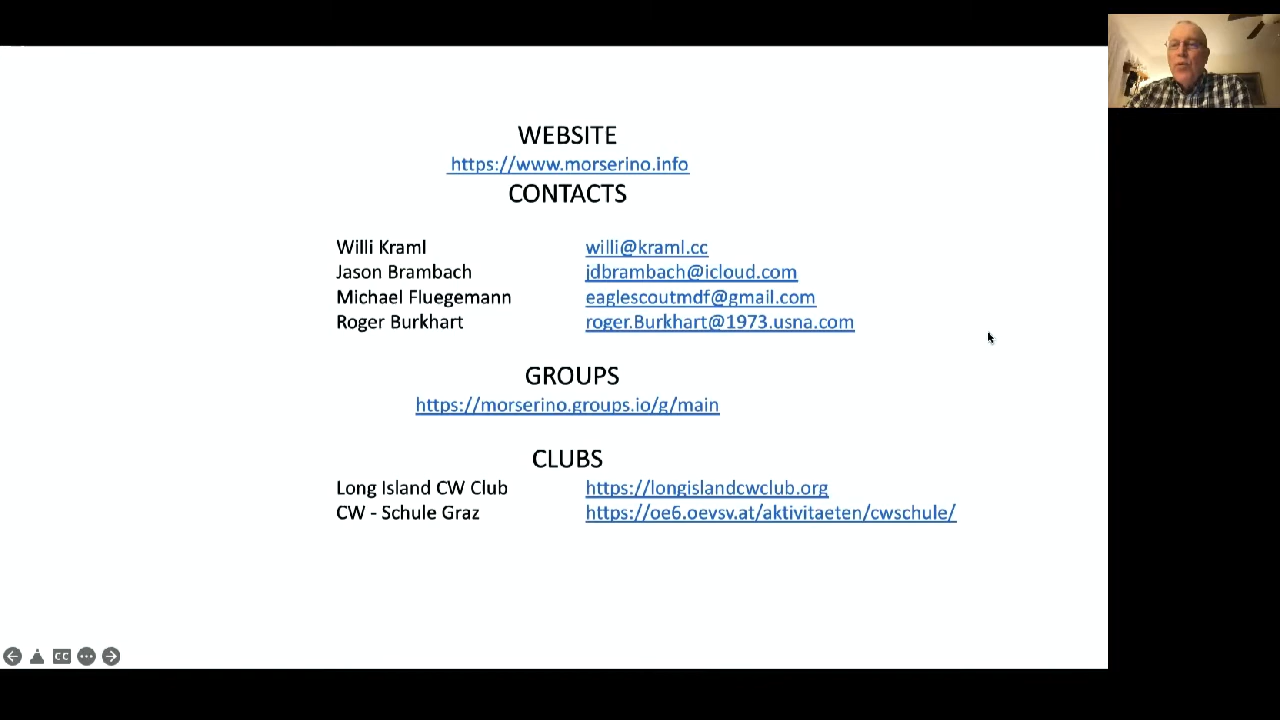 WEBSITE
https://www.morserino.info
CONTACTS
Willi Kraml willi@kraml.cc
Jason Brambach jdbrambach@icloud.com
Michael Fluegemann eaglescoutmdf@gmail.com
Roger Burkhart roger.Burkhart@1973.usna.com
GROUPS
https://morserino.groups.io/g/main
CLUBS
Long Island CW Club https://longislandcwclub.org
CW - Schule Graz https://oe6.oevsv.at/aktivitaeten/cwschule/
CC